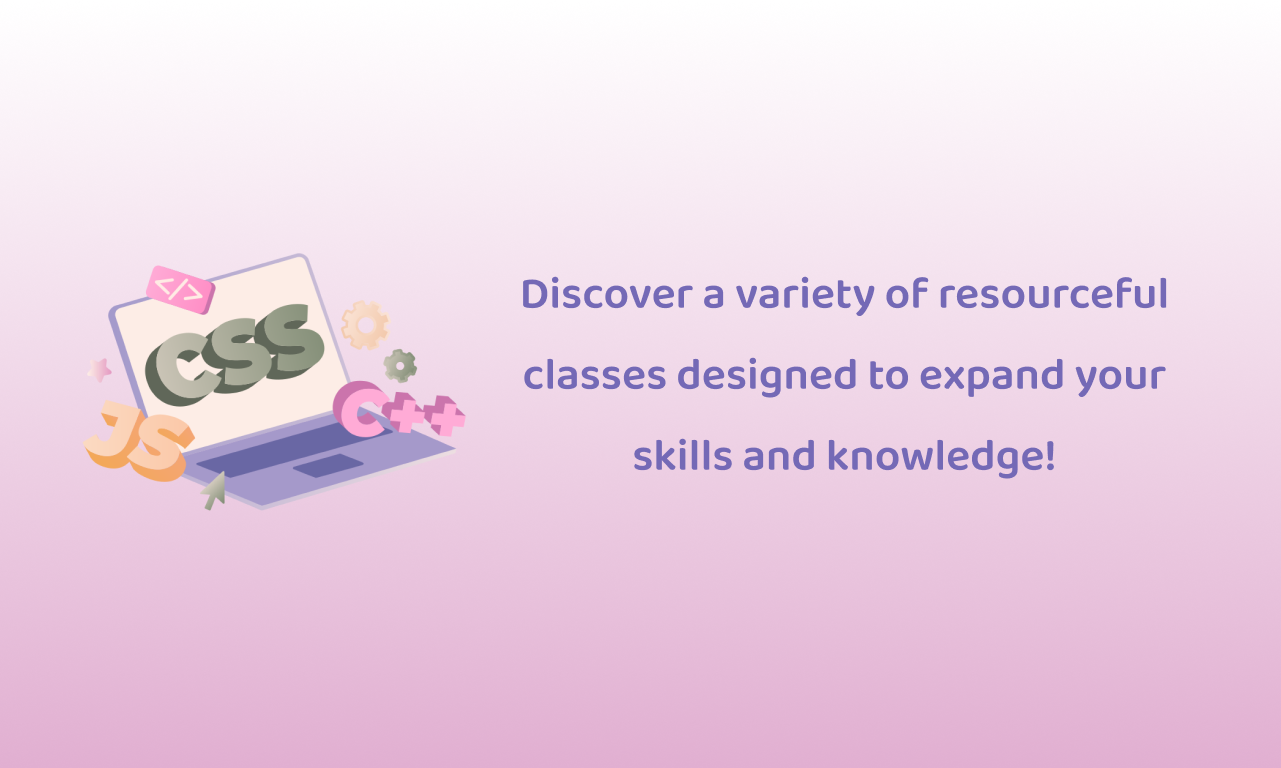 </>
CSS
JS
C++
Discover a variety of resourceful
classes designed to expand your
skills and knowledge!